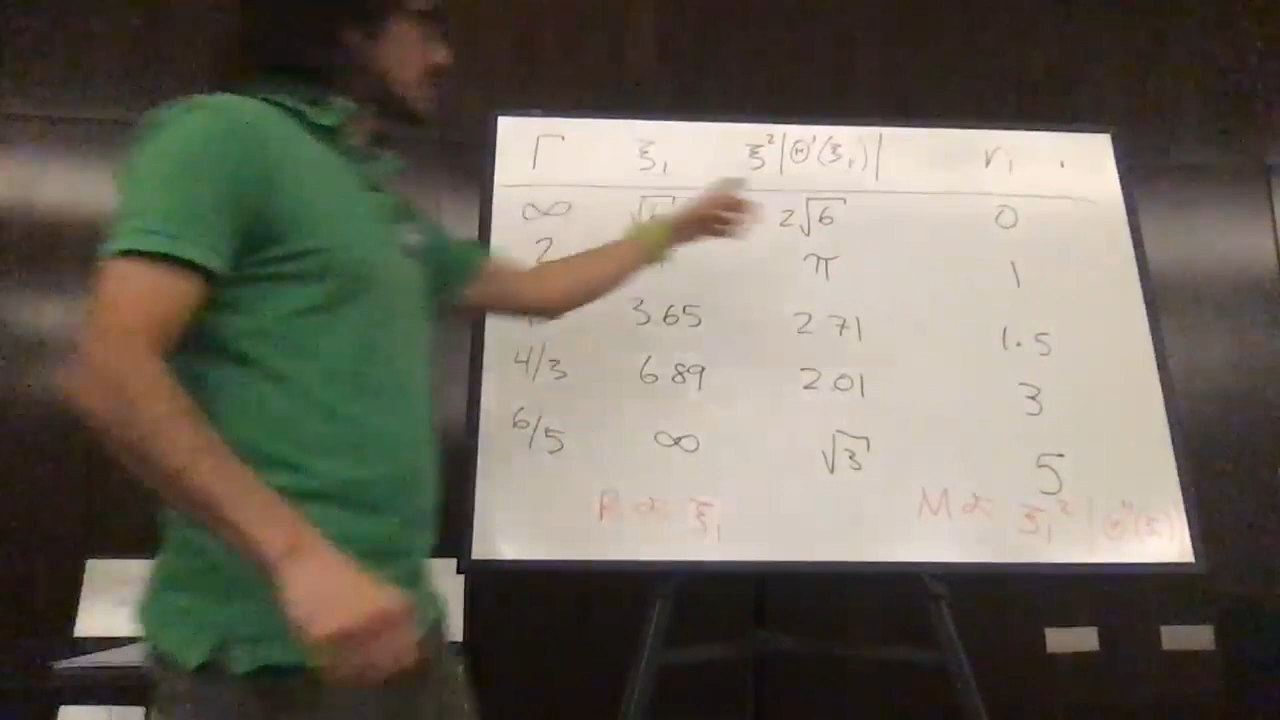 Γ ξ₁ ξ²|Θ'(ξ₁)| r₁
∞ √6 2√6 0
2 π 1
3.65 2.71 1.5
4/3 6.89 2.01 3
6/5 ∞ √3 5
R ∝ ξ₁ M ∝ ξ₁²|Θ'(ξ)|